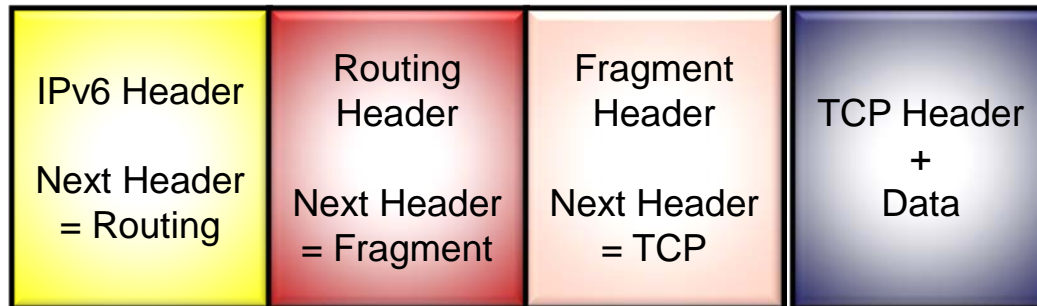 IPv6 Header
Next Header
= Routing
Routing
Header
Next Header
= Fragment
Fragment
Header
Next Header
= TCP
TCP Header
+
Data